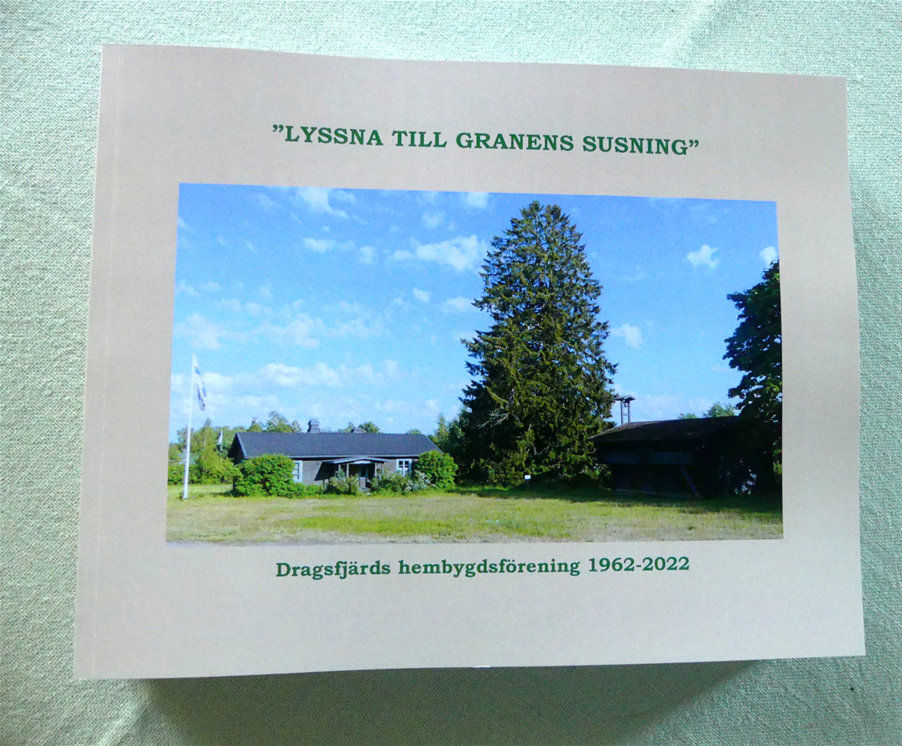 ”LYSSNA TILL GRANENS SUSNING”
Dragsfjärds hembygdsförening 1962-2022